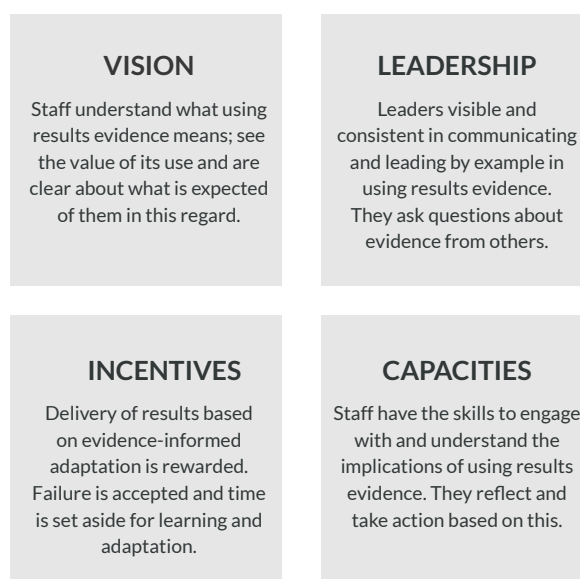 VISION
Staff understand what using
results evidence means; see
the value of its use and are
clear about what is expected
of them in this regard.
LEADERSHIP
Leaders visible and
consistent in communicating
and leading by example in
using results evidence.
They ask questions about
evidence from others.
INCENTIVES
Delivery of results based
on evidence-informed
adaptation is rewarded.
Failure is accepted and time
is set aside for learning and
adaptation.
CAPACITIES
Staff have the skills to engage
with and understand the
implications of using results
evidence. They reflect and
take action based on this.